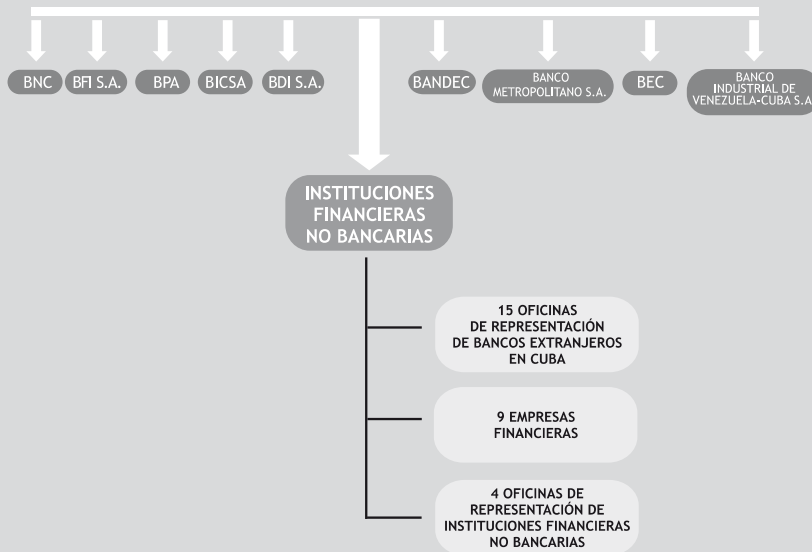 BNC
BFI S.A.
BPA
BICSA
BDI S.A.
BANDEC
BANCO
METROPOLITANO S.A.
BEC
BANCO
INDUSTRIAL DE
VENEZUELA-CUBA S.A
INSTITUCIONES
FINANCIERAS
NO BANCARIAS
15 OFICINAS
DE REPRESENTACIÓN
DE BANCOS EXTRANJEROS
EN CUBA
9 EMPRESAS
FINANCIERAS
4 OFICINAS DE
REPRESENTACIÓN DE
INSTITUCIONES FINANCIERAS
NO BANCARIAS